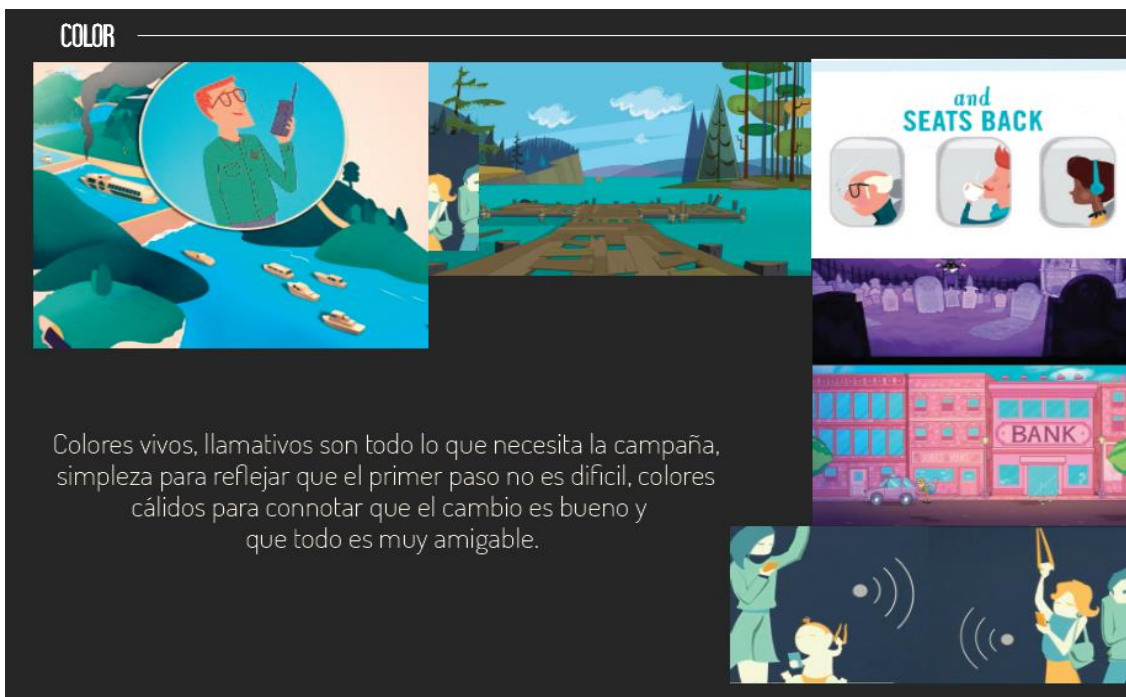 COLOR
and
SEATS BACK
BANK
Colores vivos, llamativos son todo lo que necesita la campaña,
simpleza para reflejar que el primer paso no es dificil, colores
cálidos para connotar que el cambio es bueno y
que todo es muy amigable.